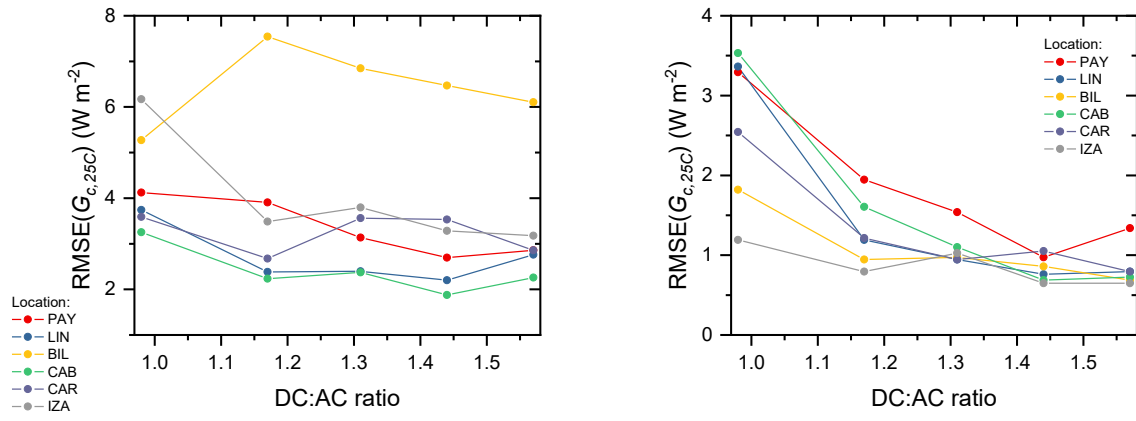 8
6
4
2
RMSE(G_{c,25C}) (W m^{-2})
1.0 1.1 1.2 1.3 1.4 1.5
DC:AC ratio
Location:
PAY
LIN
BIL
CAB
CAR
IZA
4
3
2
1
0
RMSE(G_{c,25C}) (W m^{-2})
1.0 1.1 1.2 1.3 1.4 1.5
DC:AC ratio
Location:
PAY
LIN
BIL
CAB
CAR
IZA